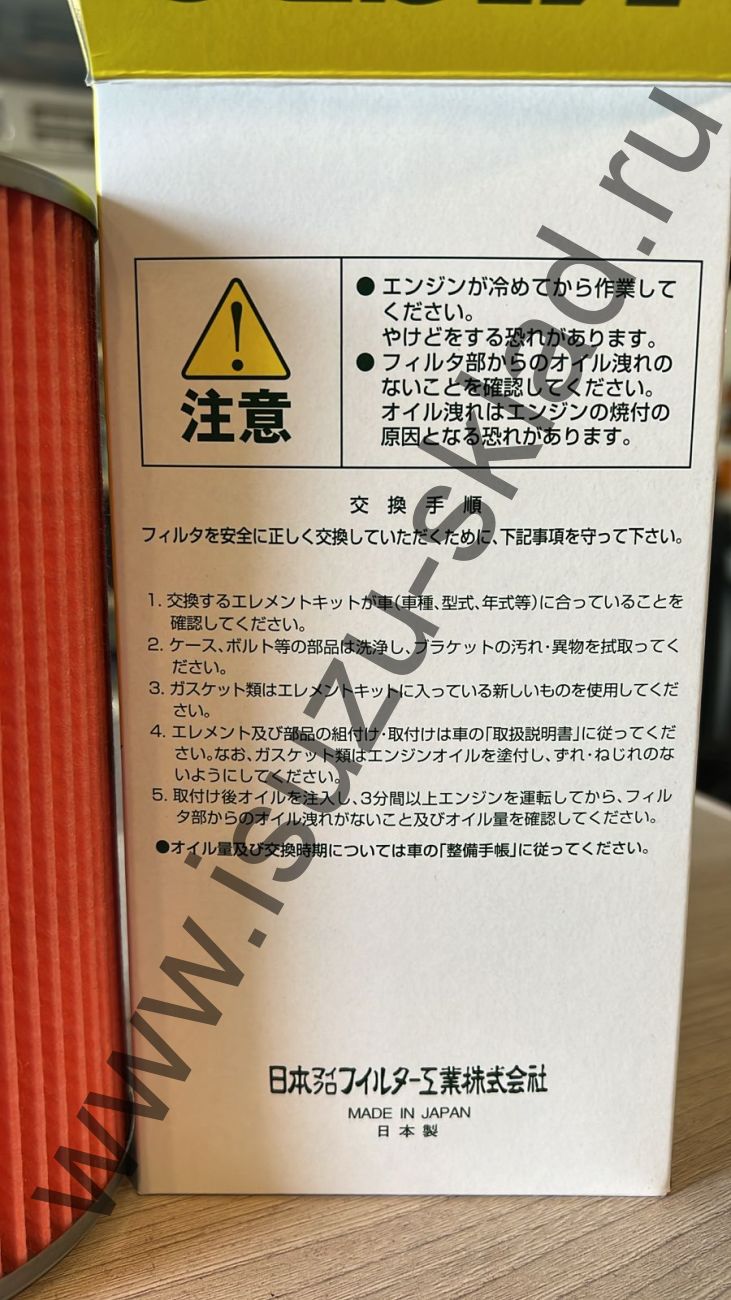 注意
● エンジンが冷めてから作業して
ください。
やけどをする恐れがあります。
● フィルタ部からのオイル洩れの
ないことを確認してください。
オイル洩れはエンジンの焼付の
原因となる恐れがあります。
交換手順
フィルタを安全に正しく交換していただくために、下記事項を守って下さい。
1. 交換するエレメントキットが車(車種、型式、年式等)に合っていることを
確認してください。
2. ケース、ボルト等の部品は洗浄し、ブラケットの汚れ・異物を拭取ってく
ださい。
3. ガスケット類はエレメントキットに入っている新しいものを使用してくだ
さい。
4. エレメント及び部品の組付け・取付けは車の「取扱説明書」に従ってくだ
さい。なお、ガスケット類はエンジンオイルを塗付し、ずれ・ねじれのな
いようにしてください。
5. 取付け後オイルを注入し、3分間以上エンジンを運転してから、フィル
タ部からのオイル洩れがないこと及びオイル量を確認してください。
●オイル量及び交換時期については車の「整備手帳」に従ってください。
日本マイクロフイルター工業株式会社
MADE IN JAPAN
日本製
www.isuzu-sklad.ru